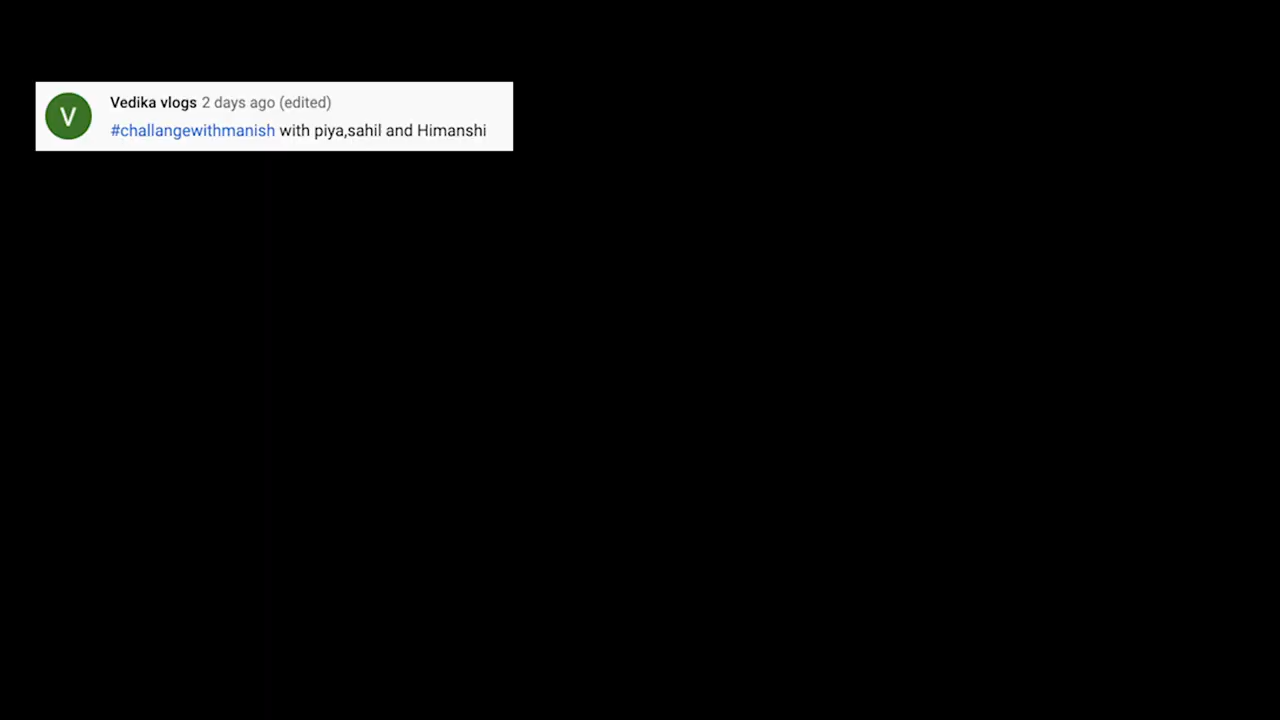 V
Vedika vlogs 2 days ago (edited)
#challangewithmanish with piya,sahil and Himanshi